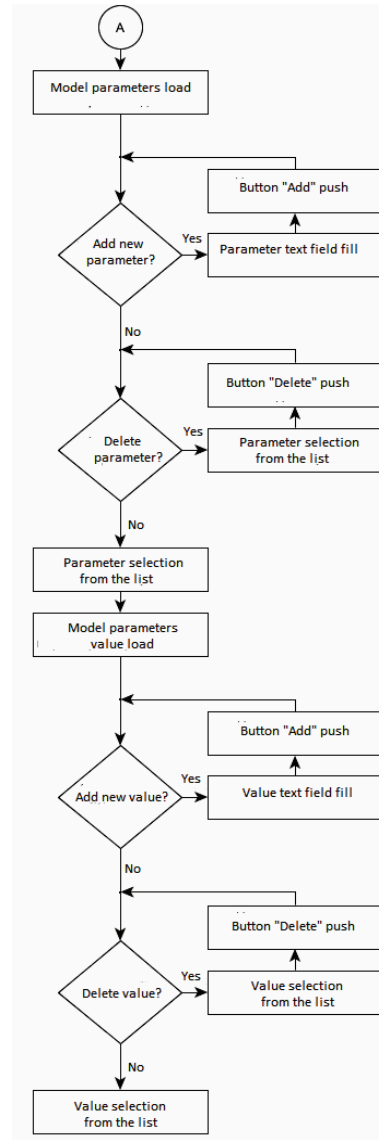 A
Model parameters load
Button "Add" push
Add new
parameter?
Yes
Parameter text field fill
No
Button "Delete" push
Delete
parameter?
Yes
Parameter selection
from the list
No
Parameter selection
from the list
Model parameters
value load
Button "Add" push
Add new value?
Yes
Value text field fill
No
Button "Delete" push
Delete value?
Yes
Value selection
from the list
No
Value selection
from the list